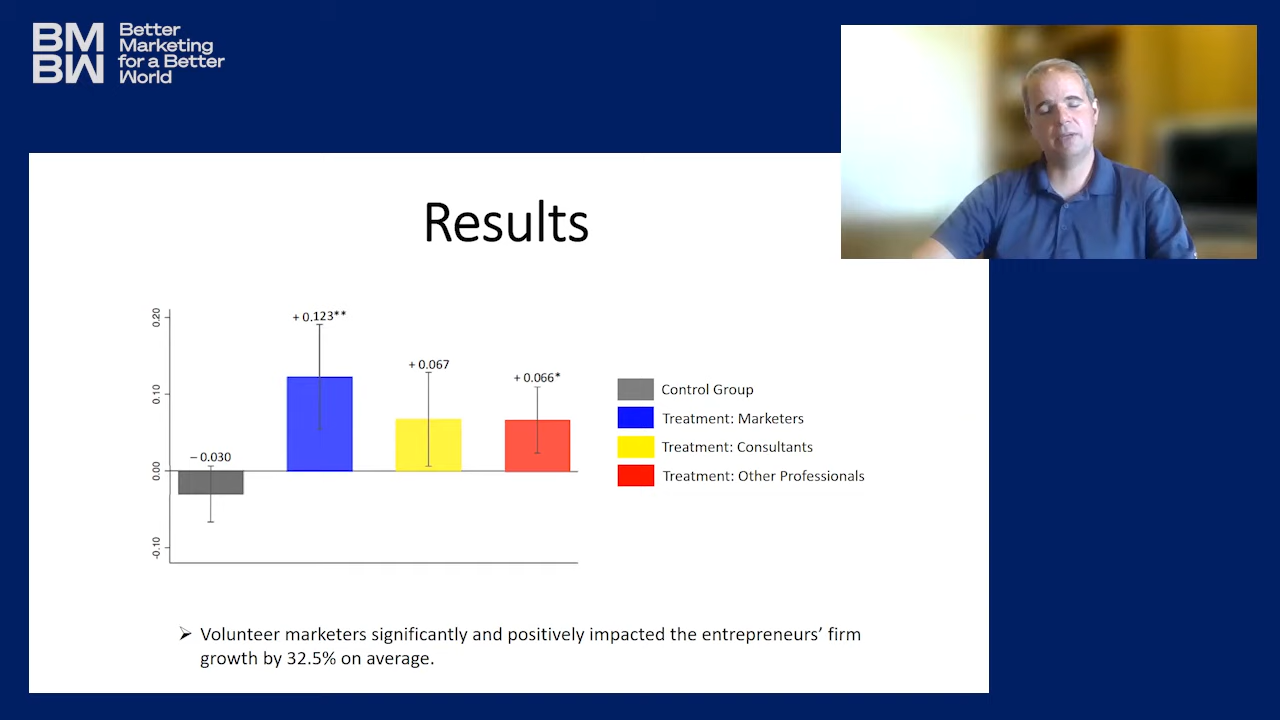 BM
BW
Better
Marketing
for a Better
World
Results
0.20
0.10
0.00
-0.10
−0.030
+0.123**
+0.067
+0.066*
Control Group
Treatment: Marketers
Treatment: Consultants
Treatment: Other Professionals
➢ Volunteer marketers significantly and positively impacted the entrepreneurs’ firm
growth by 32.5% on average.